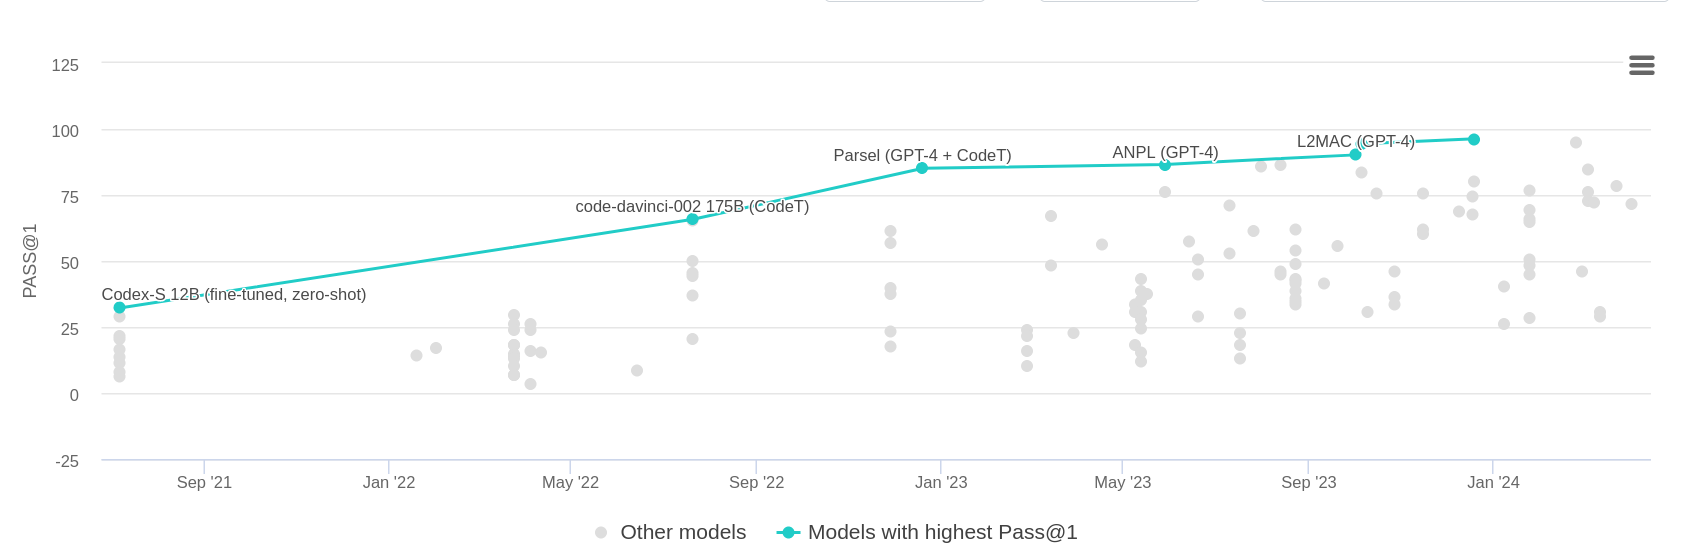 125
100
75
50
25
0
-25
PASS@1
Codex-S 12B (fine-tuned, zero-shot)
code-davinci-002 175B (CodeT)
Parsel (GPT-4 + CodeT)
ANPL (GPT-4)
L2MAC (GPT-4)
Sep '21
Jan '22
May '22
Sep '22
Jan '23
May '23
Sep '23
Jan '24
Other models
Models with highest Pass@1